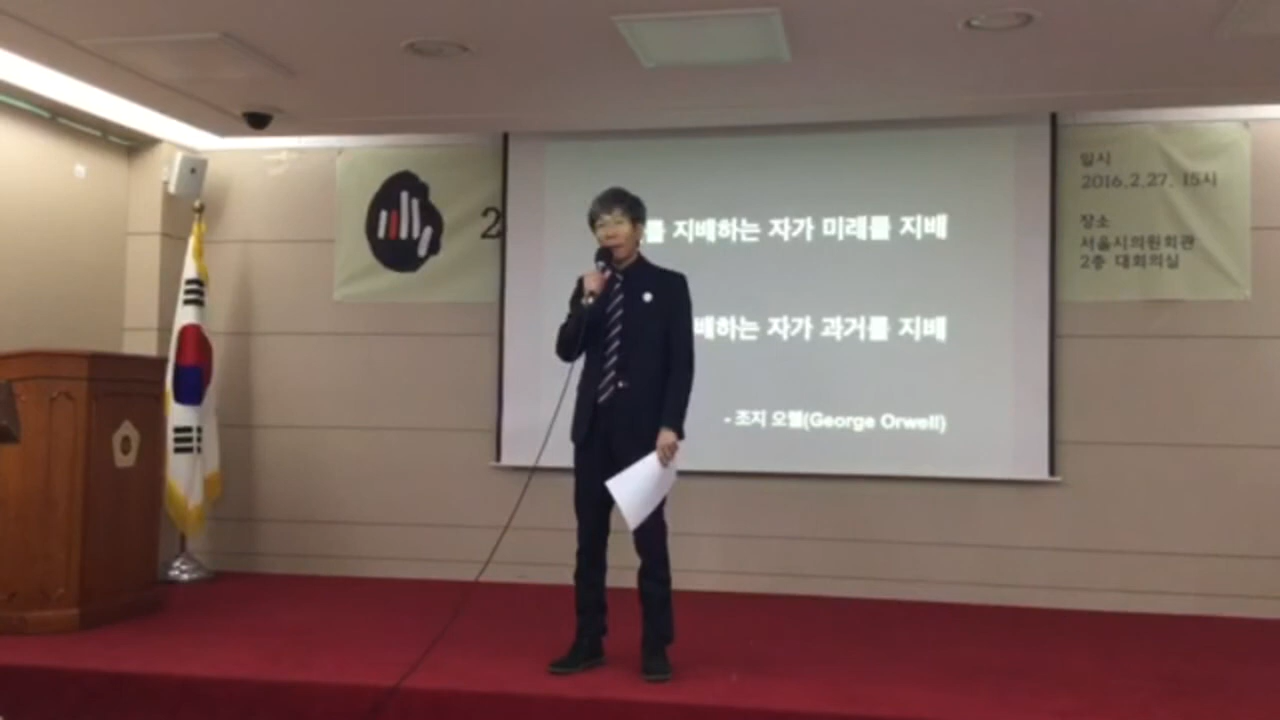 2
를 지배하는 자가 미래를 지배
배하는 자가 과거를 지배
- 조지 오웰(George Orwell)
일시
2016.2.27. 15시
장소
서울시의원회관
2층 대회의실